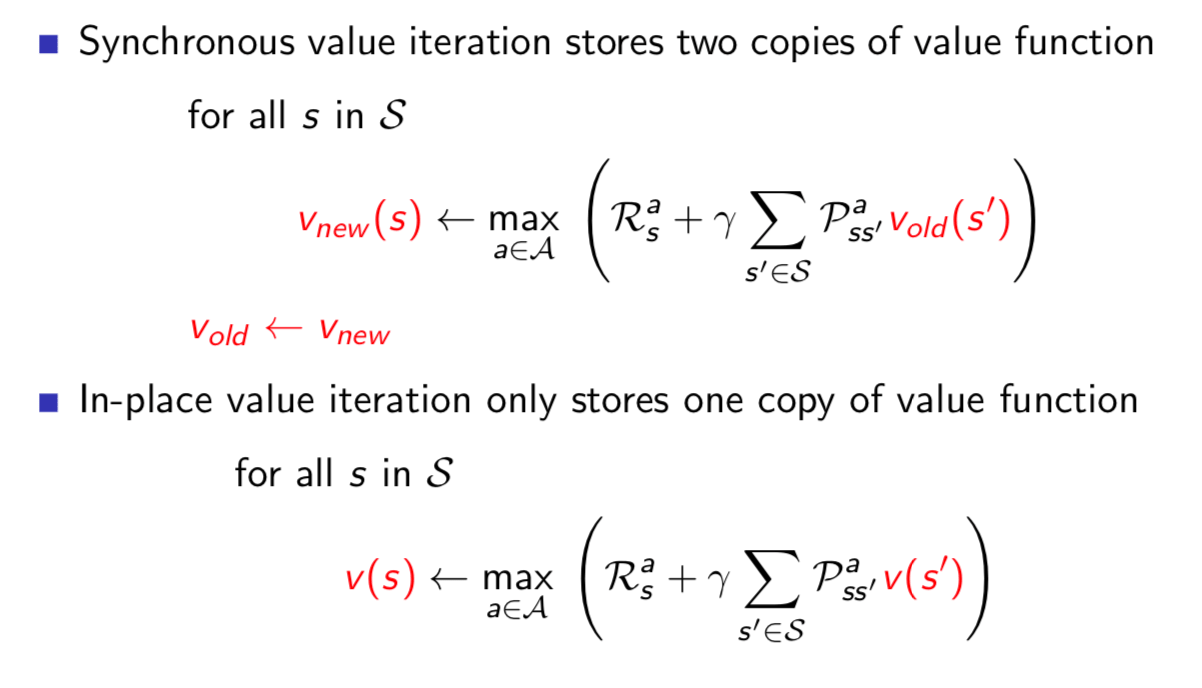 ■ Synchronous value iteration stores two copies of value function
for all s in 𝒮
v_new(s) ← max_{a∈𝒜} (ℛ^a_s + γ ∑_{s′∈𝒮} 𝒫^a_{ss′} v_old(s′))
v_old ← v_new
■ In-place value iteration only stores one copy of value function
for all s in 𝒮
v(s) ← max_{a∈𝒜} (ℛ^a_s + γ ∑_{s′∈𝒮} 𝒫^a_{ss′} v(s′))